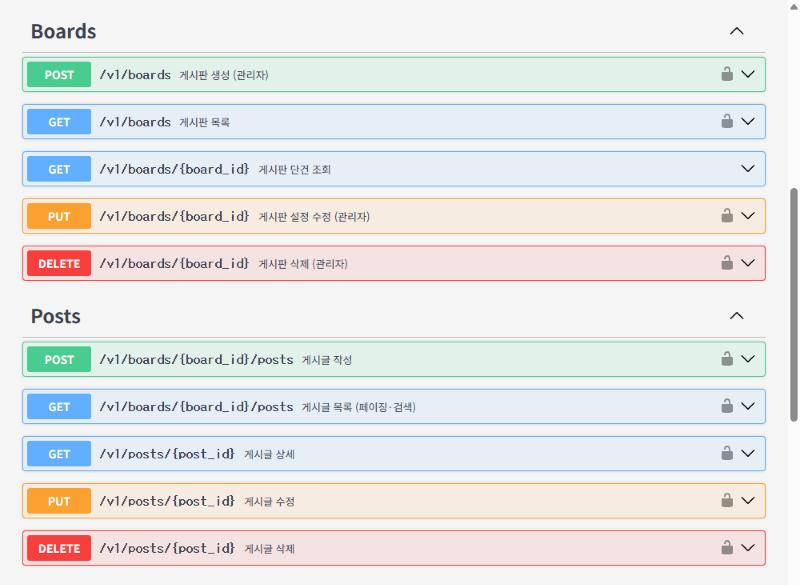 Boards
POST /v1/boards 게시판 생성 (관리자)
GET /v1/boards 게시판 목록
GET /v1/boards/{board_id} 게시판 단건 조회
PUT /v1/boards/{board_id} 게시판 설정 수정 (관리자)
DELETE /v1/boards/{board_id} 게시판 삭제 (관리자)
Posts
POST /v1/boards/{board_id}/posts 게시글 작성
GET /v1/boards/{board_id}/posts 게시글 목록 (페이징·검색)
GET /v1/posts/{post_id} 게시글 상세
PUT /v1/posts/{post_id} 게시글 수정
DELETE /v1/posts/{post_id} 게시글 삭제